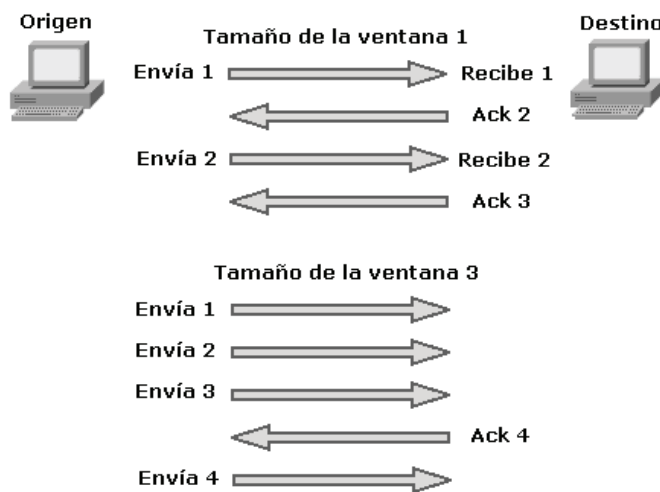 Origen
Destino
Tamaño de la ventana 1
Envía 1
Recibe 1
Ack 2
Envía 2
Recibe 2
Ack 3
Tamaño de la ventana 3
Envía 1
Envía 2
Envía 3
Ack 4
Envía 4